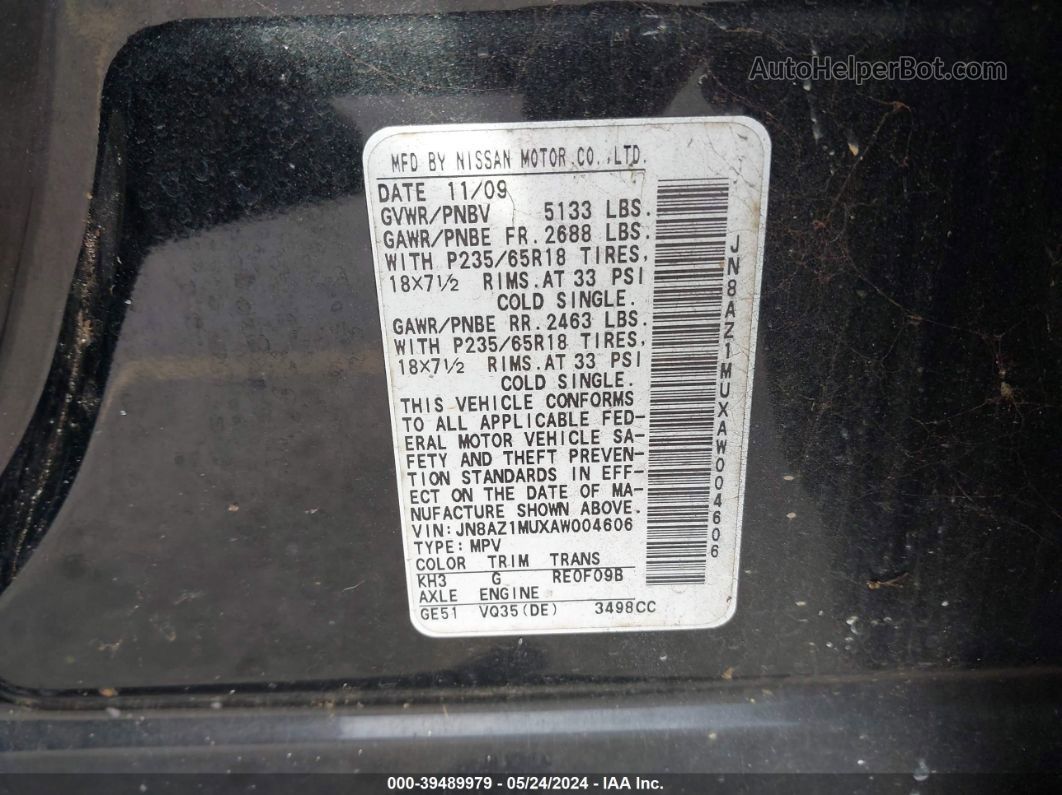 AutoHelperBot.com
MFD BY NISSAN MOTOR CO.,LTD.
DATE 11/09
GVWR/PNBV 5133 LBS.
GAWR/PNBE FR. 2688 LBS.
WITH P235/65R18 TIRES,
18×7½ RIMS.AT 33 PSI
COLD SINGLE.
GAWR/PNBE RR. 2463 LBS.
WITH P235/65R18 TIRES,
18×7½ RIMS.AT 33 PSI
COLD SINGLE.
THIS VEHICLE CONFORMS
TO ALL APPLICABLE FED-
ERAL MOTOR VEHICLE SA-
FETY AND THEFT PREVEN-
TION STANDARDS IN EFF-
ECT ON THE DATE OF MA-
NUFACTURE SHOWN ABOVE.
VIN:JN8AZ1MUXAW004606
TYPE:MPV
COLOR TRIM TRANS
KH3 G RE0F09B
AXLE ENGINE
GE51 VQ35(DE) 3498CC
JN8AZ1MUXAW004606
000-39489979 - 05/24/2024 - IAA Inc.